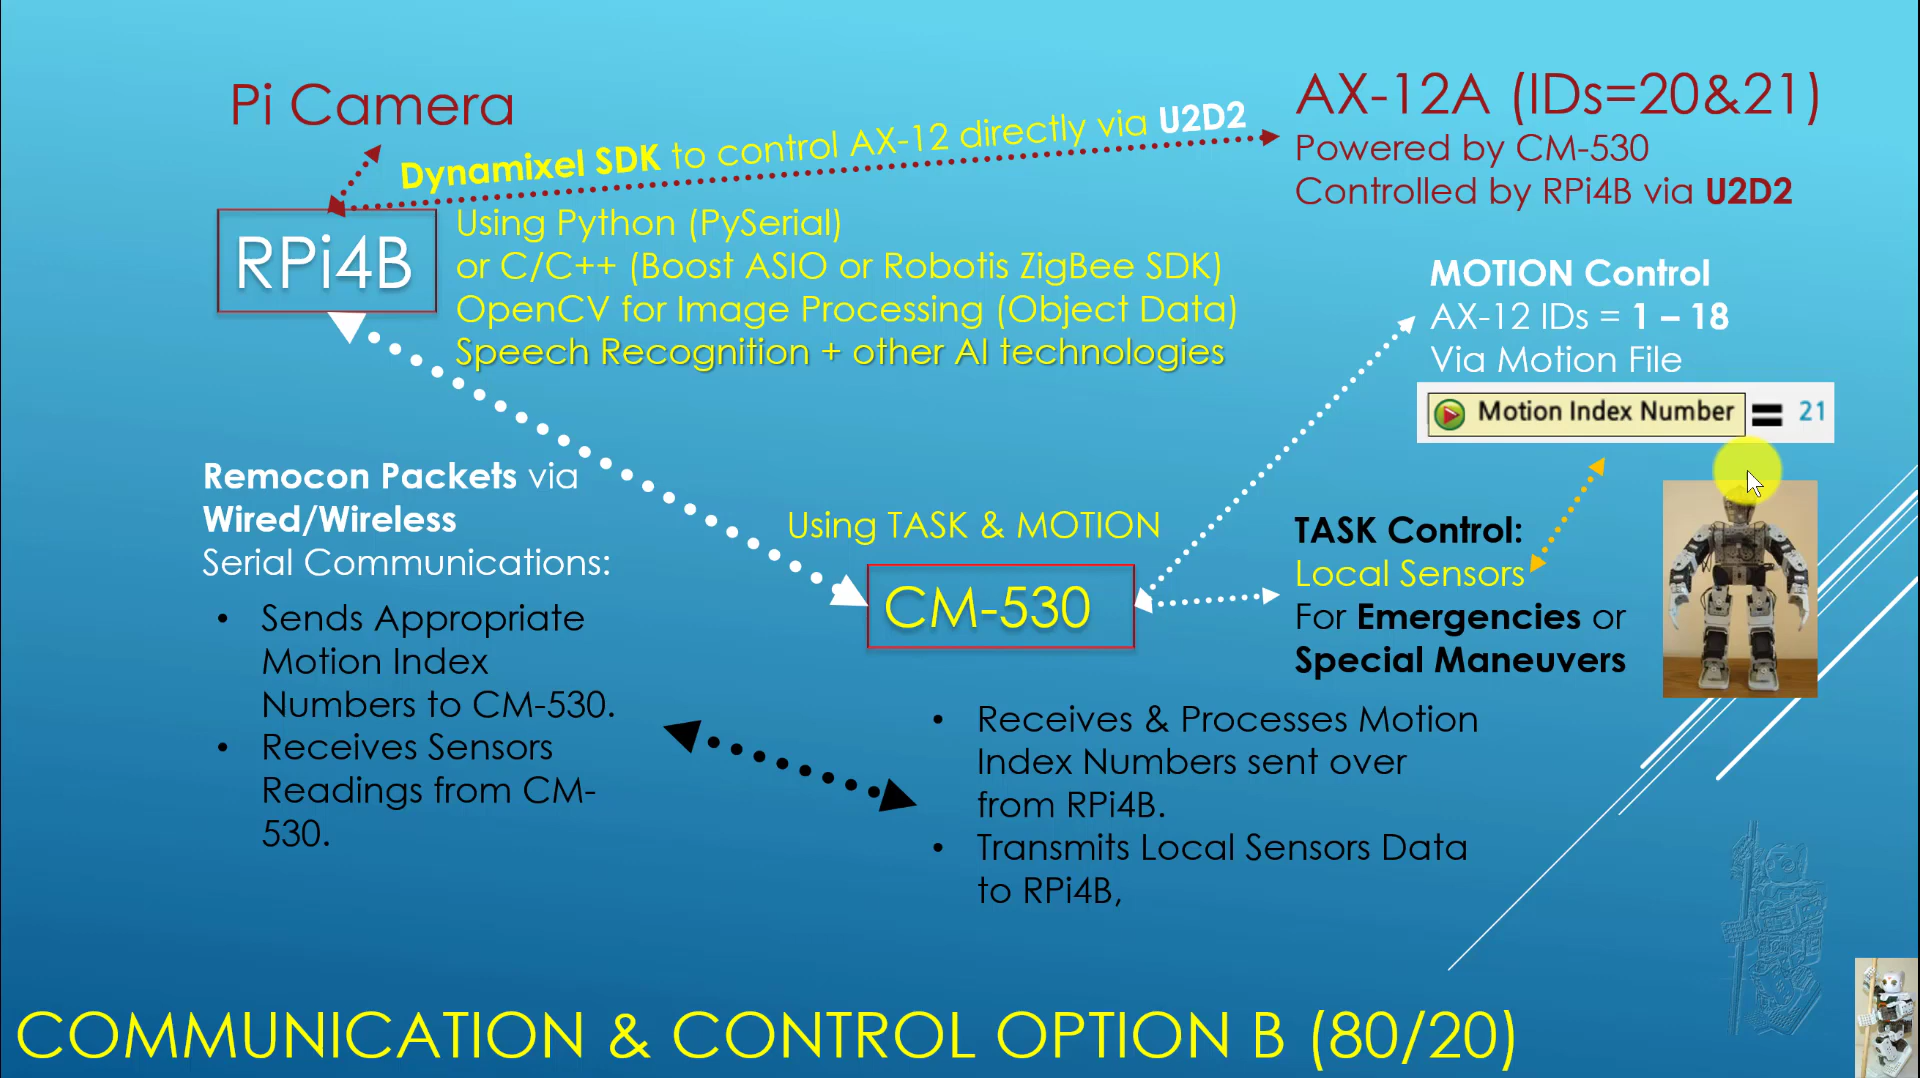 Pi Camera
Dynamixel SDK to control AX-12 directly via U2D2
AX-12A (IDs=20&21)
Powered by CM-530
Controlled by RPi4B via U2D2
RPi4B
Using Python (PySerial)
or C/C++ (Boost ASIO or Robotis ZigBee SDK)
OpenCV for Image Processing (Object Data)
Speech Recognition + other AI technologies
MOTION Control
AX-12 IDs = 1 – 18
Via Motion File
Motion Index Number = 21
Remocon Packets via
Wired/Wireless
Serial Communications:
• Sends Appropriate
Motion Index
Numbers to CM-530.
• Receives Sensors
Readings from CM-
530.
Using TASK & MOTION
CM-530
TASK Control:
Local Sensors
For Emergencies or
Special Maneuvers
• Receives & Processes Motion
Index Numbers sent over
from RPi4B.
• Transmits Local Sensors Data
to RPi4B,
COMMUNICATION & CONTROL OPTION B (80/20)